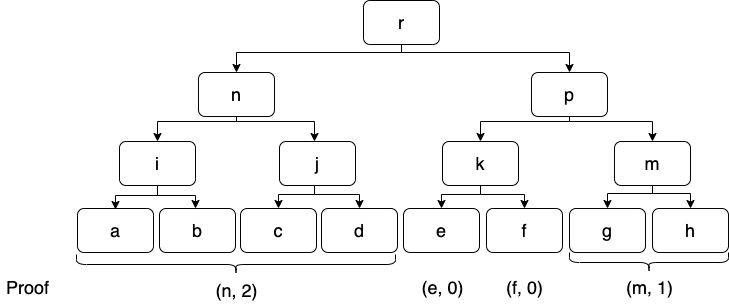 r
n p
i j k m
a b c d e f g h
Proof (n, 2) (e, 0) (f, 0) (m, 1)